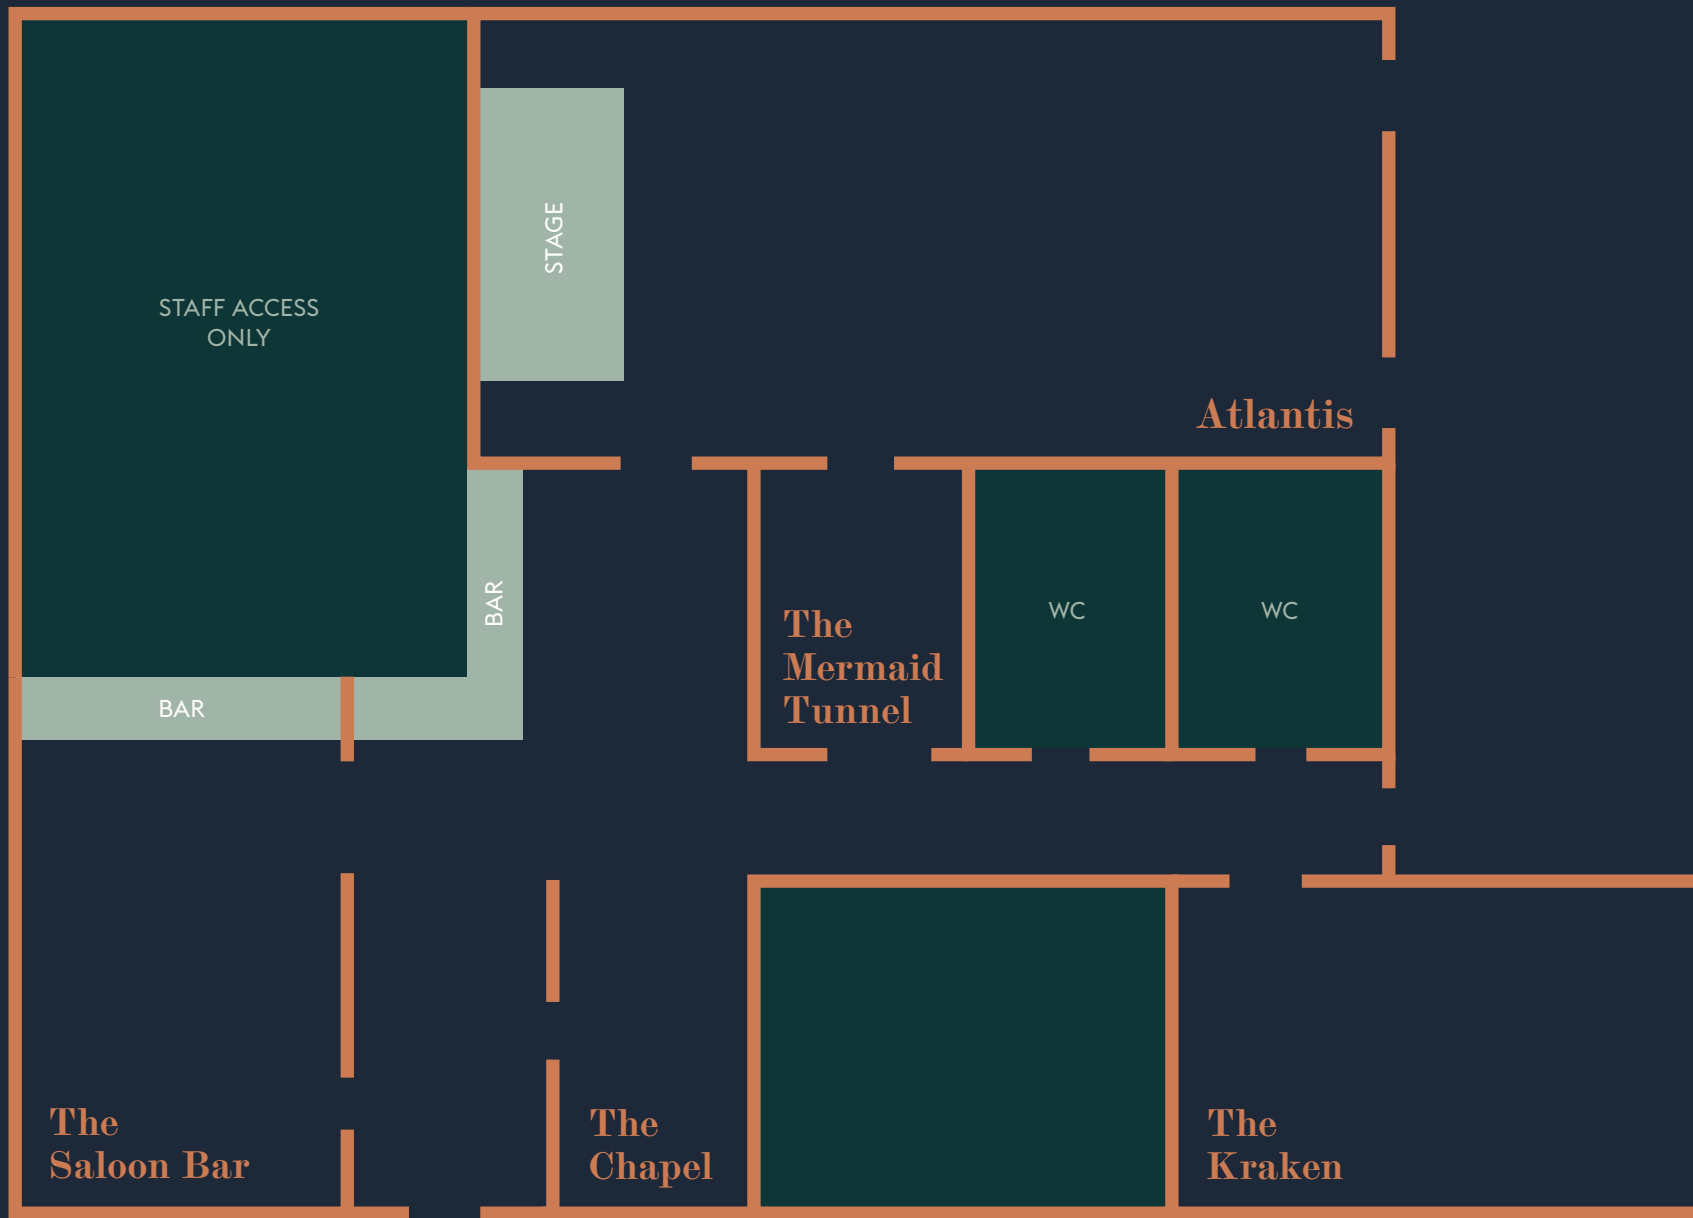 STAGE
STAFF ACCESS
ONLY
Atlantis
BAR
The
Mermaid
Tunnel
WC
WC
BAR
The
Saloon Bar
The
Chapel
The
Kraken